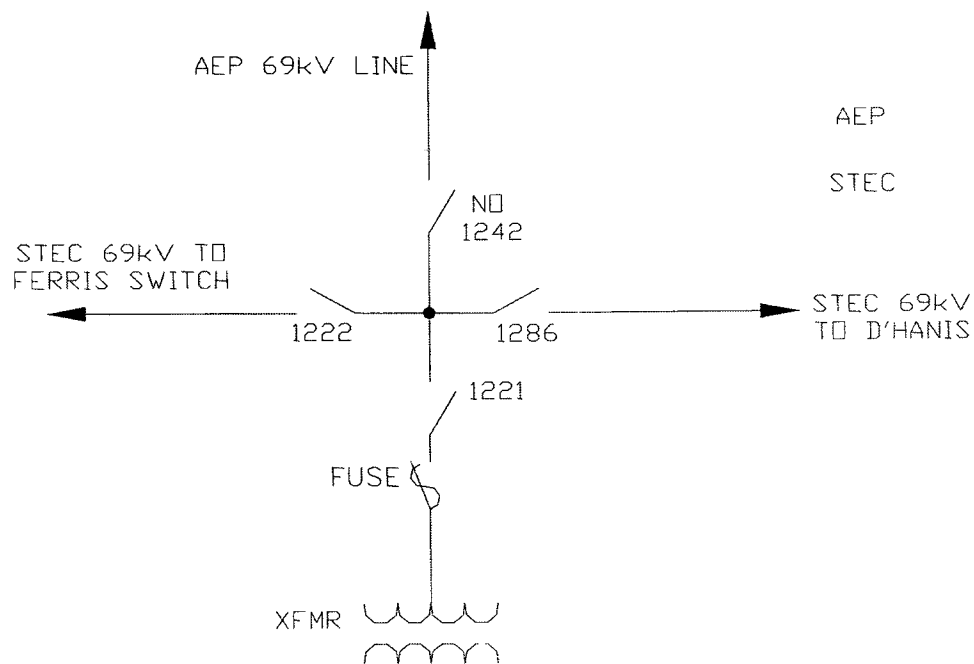 AEP 69kV LINE
AEP
STEC
NO
1242
STEC 69kV TO
FERRIS SWITCH
1222
1286
STEC 69kV
TO D'HANIS
1221
FUSE
XFMR